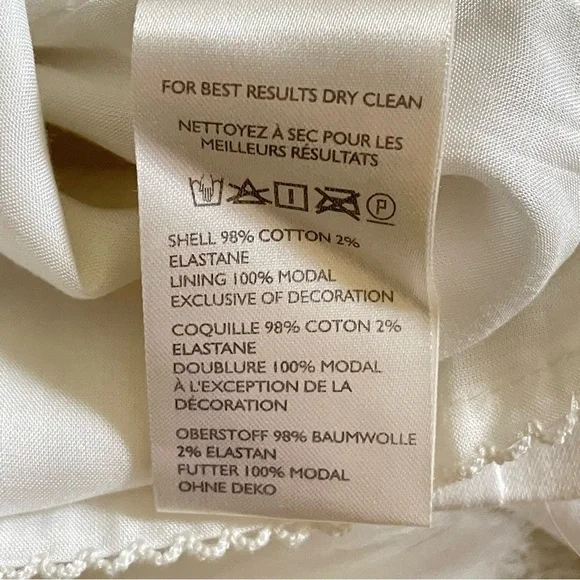 FOR BEST RESULTS DRY CLEAN
NETTOYEZ À SEC POUR LES
MEILLEURS RÉSULTATS
P
SHELL 98% COTTON 2%
ELASTANE
LINING 100% MODAL
EXCLUSIVE OF DECORATION
COQUILLE 98% COTON 2%
ELASTANE
DOUBLURE 100% MODAL
À L'EXCEPTION DE LA
DÉCORATION
OBERSTOFF 98% BAUMWOLLE
2% ELASTAN
FUTTER 100% MODAL
OHNE DEKO